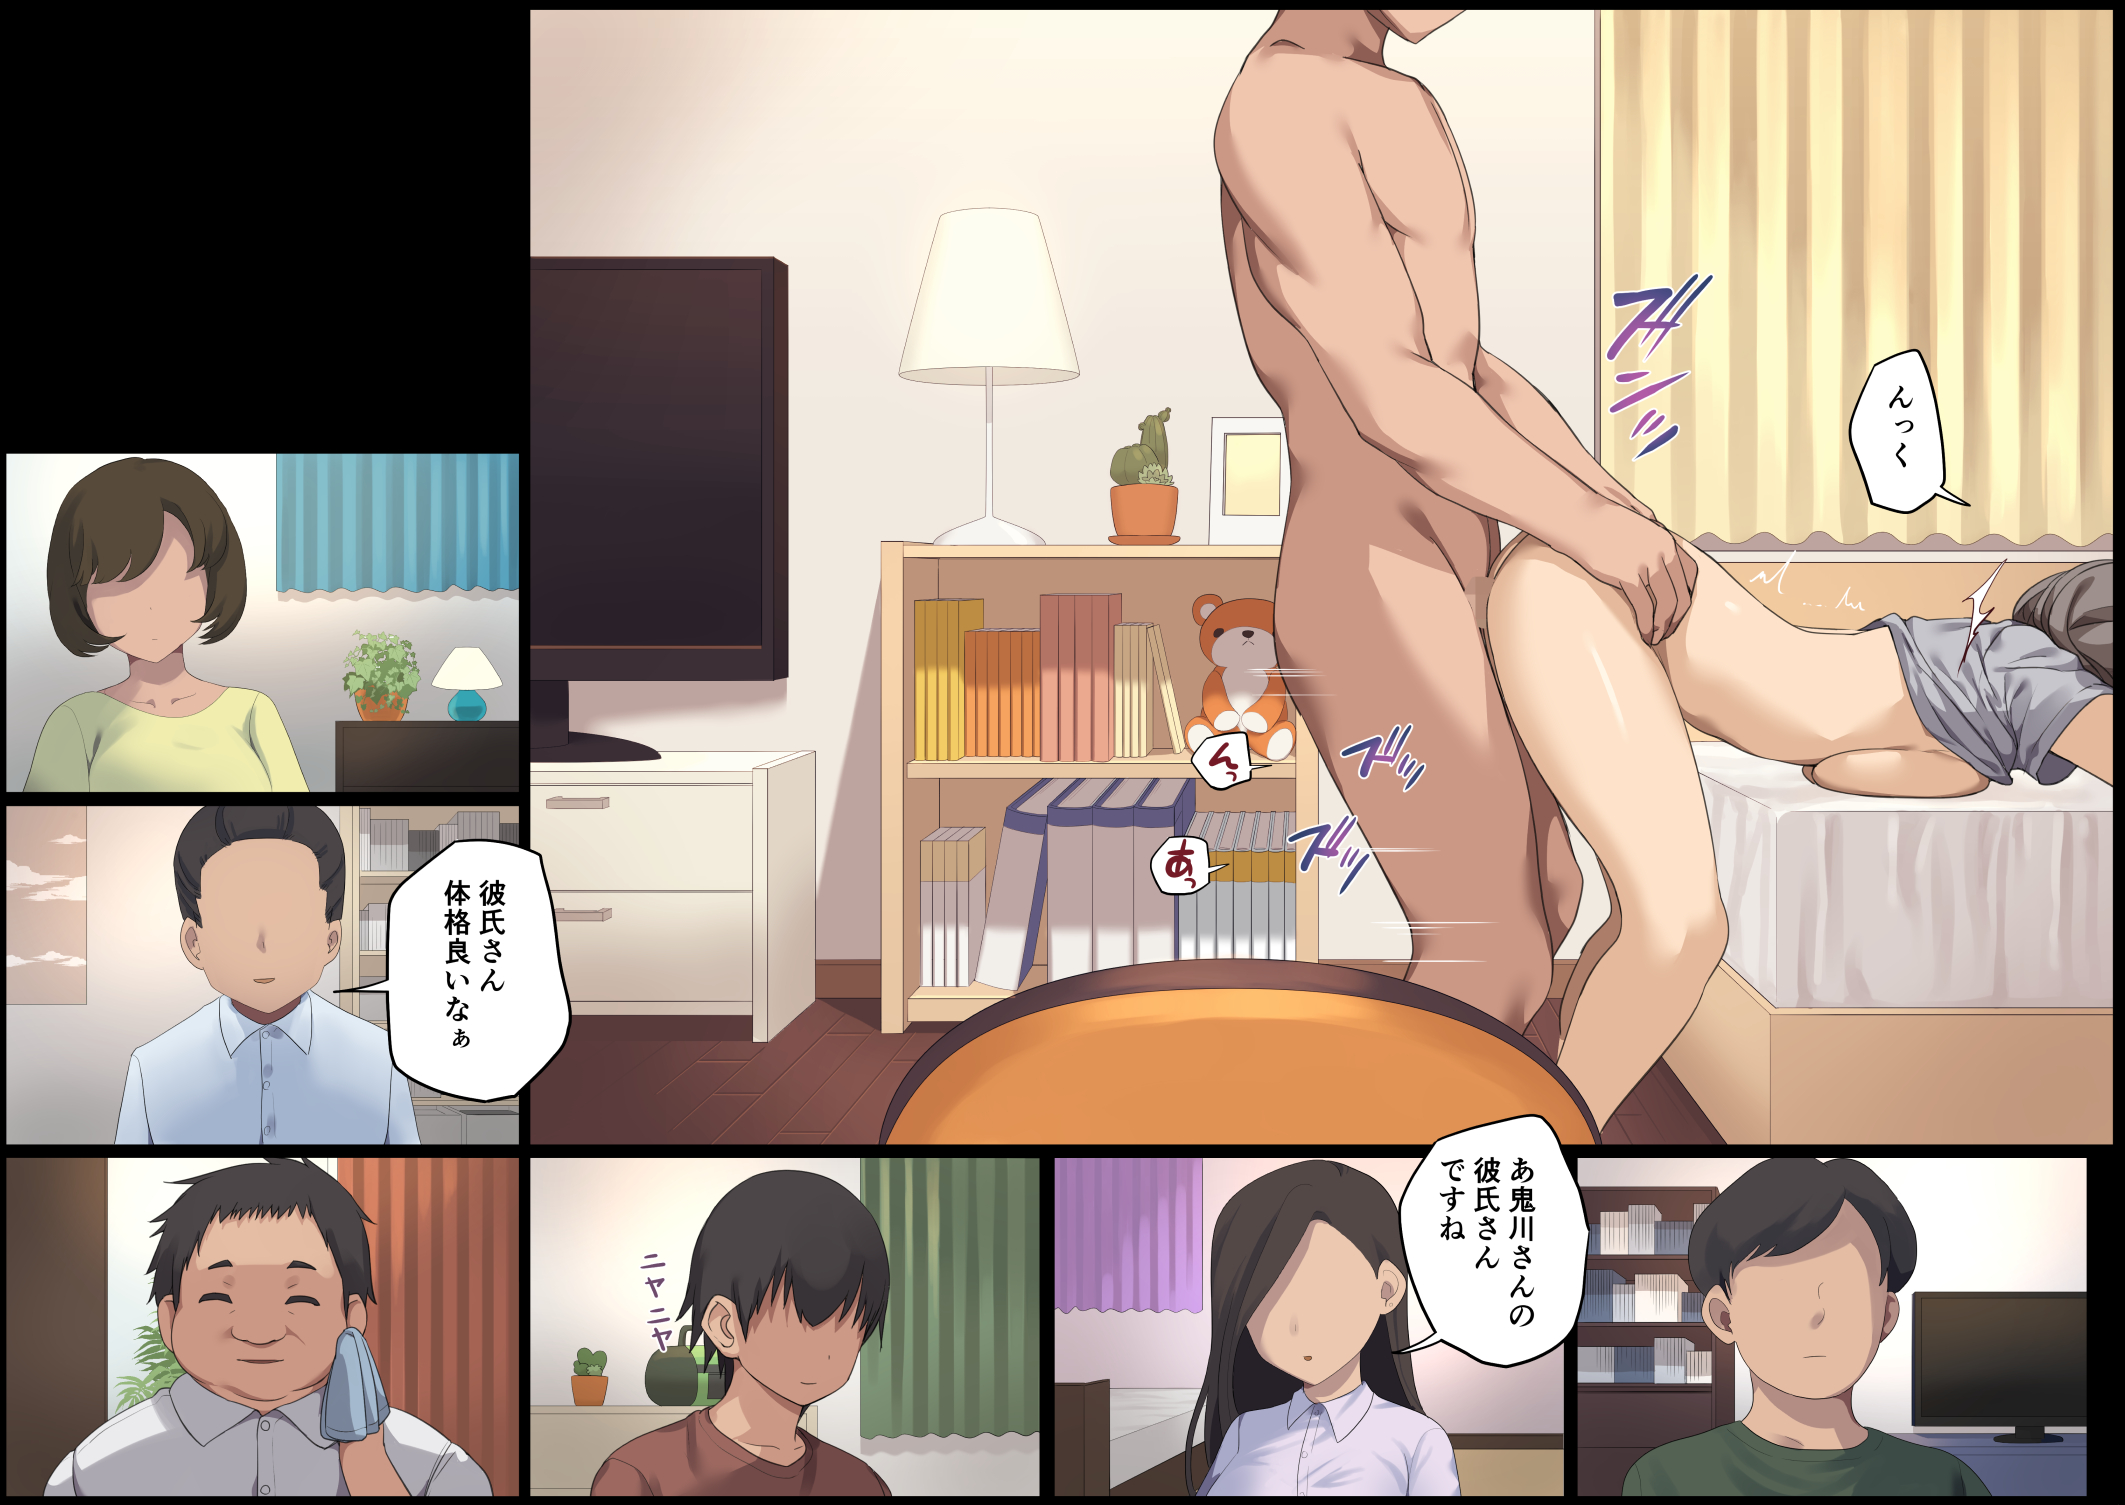 んっく
ズンッ
んっ
ズッ
あっ
ズッ
彼氏さん
体格良いなぁ
あ鬼川さんの
彼氏さん
ですね
ニヤニヤ